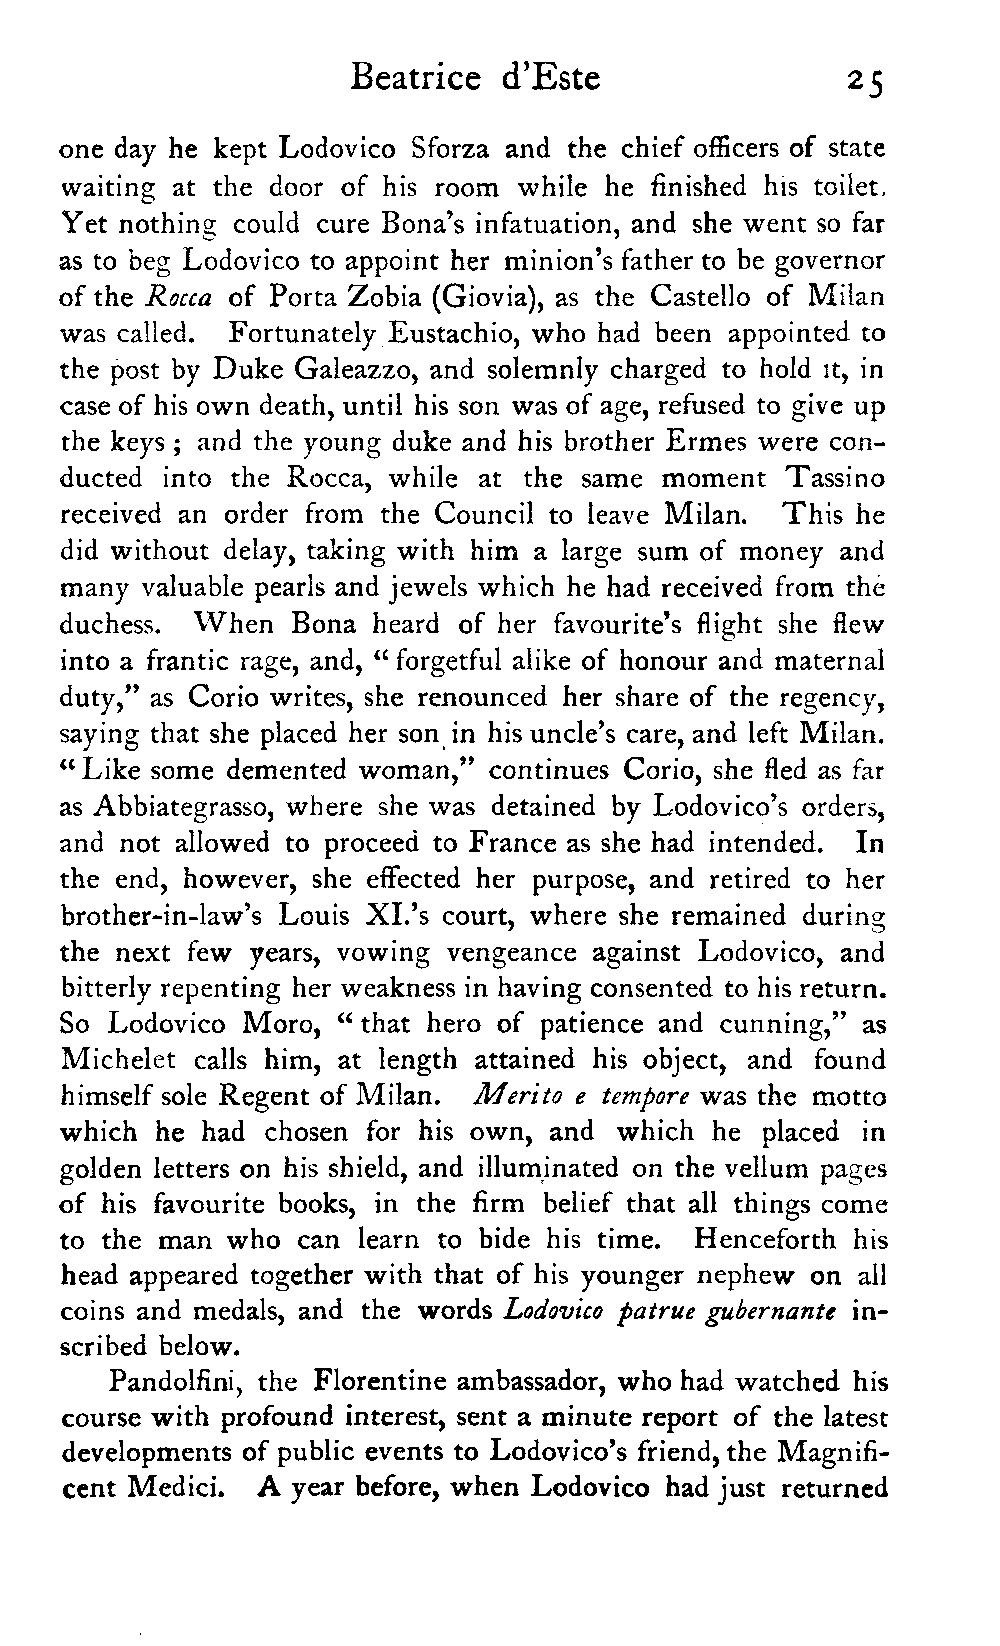 Beatrice d'Este 25
one day he kept Lodovico Sforza and the chief officers of state
waiting at the door of his room while he finished his toilet.
Yet nothing could cure Bona's infatuation, and she went so far
as to beg Lodovico to appoint her minion's father to be governor
of the Rocca of Porta Zobia (Giovia), as the Castello of Milan
was called. Fortunately Eustachio, who had been appointed to
the post by Duke Galeazzo, and solemnly charged to hold it, in
case of his own death, until his son was of age, refused to give up
the keys ; and the young duke and his brother Ermes were con-
ducted into the Rocca, while at the same moment Tassino
received an order from the Council to leave Milan. This he
did without delay, taking with him a large sum of money and
many valuable pearls and jewels which he had received from the
duchess. When Bona heard of her favourite's flight she flew
into a frantic rage, and, " forgetful alike of honour and maternal
duty," as Corio writes, she renounced her share of the regency,
saying that she placed her son in his uncle's care, and left Milan.
" Like some demented woman," continues Corio, she fled as far
as Abbiategrasso, where she was detained by Lodovico's orders,
and not allowed to proceed to France as she had intended. In
the end, however, she effected her purpose, and retired to her
brother-in-law's Louis XI.'s court, where she remained during
the next few years, vowing vengeance against Lodovico, and
bitterly repenting her weakness in having consented to his return.
So Lodovico Moro, " that hero of patience and cunning," as
Michelet calls him, at length attained his object, and found
himself sole Regent of Milan. Merito e tempore was the motto
which he had chosen for his own, and which he placed in
golden letters on his shield, and illuminated on the vellum pages
of his favourite books, in the firm belief that all things come
to the man who can learn to bide his time. Henceforth his
head appeared together with that of his younger nephew on all
coins and medals, and the words Lodovico patrue gubernante in-
scribed below.
Pandolfini, the Florentine ambassador, who had watched his
course with profound interest, sent a minute report of the latest
developments of public events to Lodovico's friend, the Magnifi-
cent Medici. A year before, when Lodovico had just returned